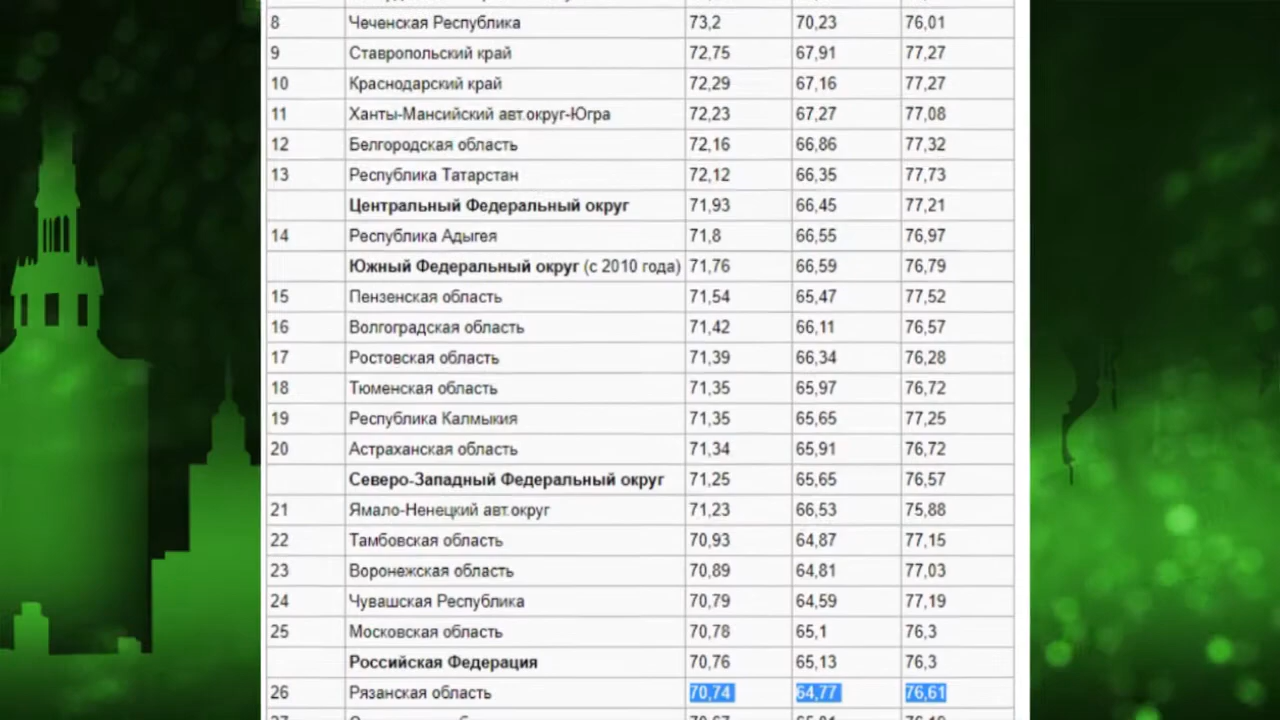 8 Чеченская Республика 73,2 70,23 76,01
9 Ставропольский край 72,75 67,91 77,27
10 Краснодарский край 72,29 67,16 77,27
11 Ханты-Мансийский авт.округ-Югра 72,23 67,27 77,08
12 Белгородская область 72,16 66,86 77,32
13 Республика Татарстан 72,12 66,35 77,73
Центральный Федеральный округ 71,93 66,45 77,21
14 Республика Адыгея 71,8 66,55 76,97
Южный Федеральный округ (с 2010 года) 71,76 66,59 76,79
15 Пензенская область 71,54 65,47 77,52
16 Волгоградская область 71,42 66,11 76,57
17 Ростовская область 71,39 66,34 76,28
18 Тюменская область 71,35 65,97 76,72
19 Республика Калмыкия 71,35 65,65 77,25
20 Астраханская область 71,34 65,91 76,72
Северо-Западный Федеральный округ 71,25 65,65 76,57
21 Ямало-Ненецкий авт.округ 71,23 66,53 75,88
22 Тамбовская область 70,93 64,87 77,15
23 Воронежская область 70,89 64,81 77,03
24 Чувашская Республика 70,79 64,59 77,19
25 Московская область 70,78 65,1 76,3
Российская Федерация 70,76 65,13 76,3
26 Рязанская область 70,74 64,77 76,61